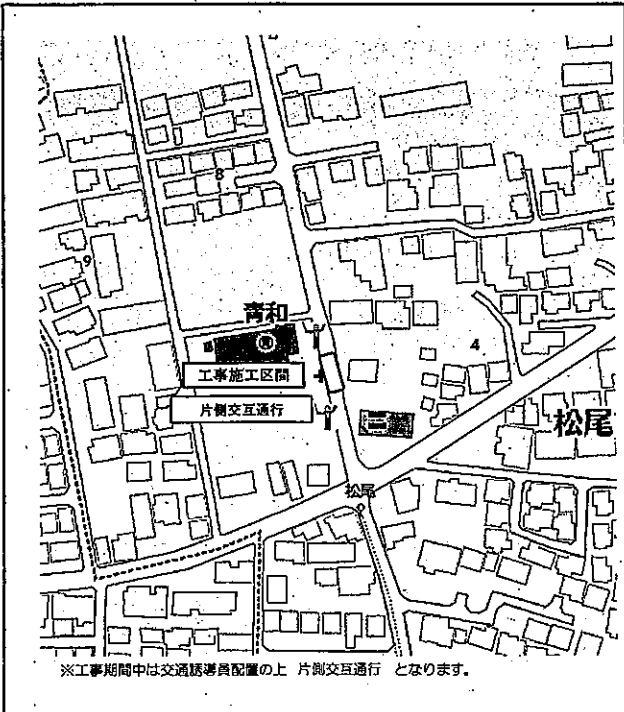 8
9
青和
工事施工区間
4
片側交互通行
松尾
松尾
※工事期間中は交通誘導員配置の上 片側交互通行 となります。